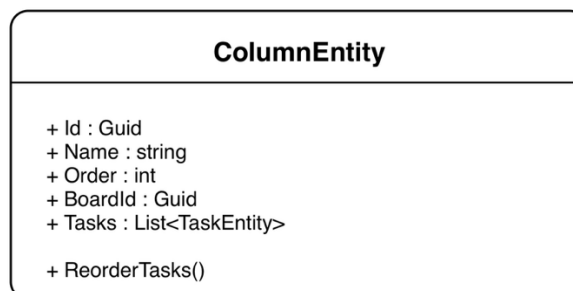 ColumnEntity
+ Id : Guid
+ Name : string
+ Order : int
+ BoardId : Guid
+ Tasks : List<TaskEntity>
+ ReorderTasks()